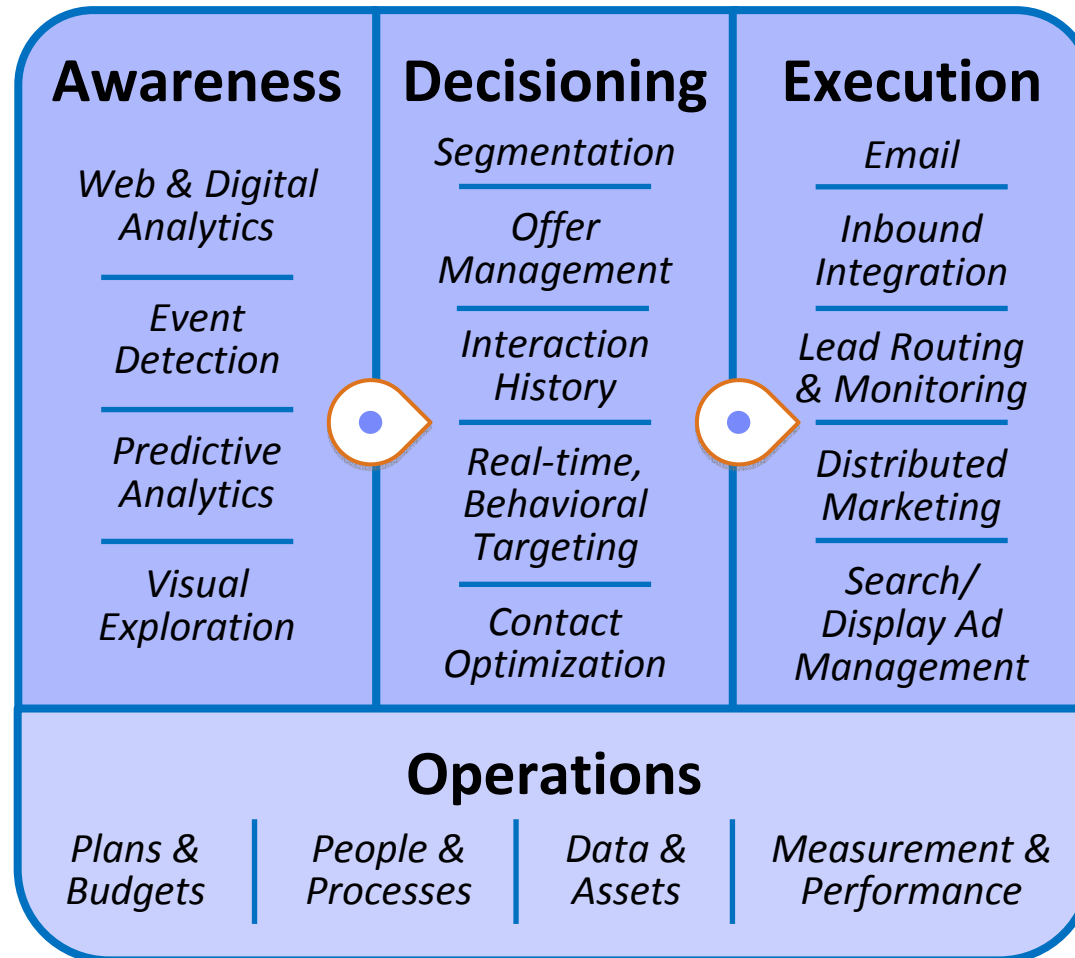 Awareness
Web & Digital
Analytics
Event
Detection
Predictive
Analytics
Visual
Exploration
Decisioning
Segmentation
Offer
Management
Interaction
History
Real-time,
Behavioral
Targeting
Contact
Optimization
Execution
Email
Inbound
Integration
Lead Routing
& Monitoring
Distributed
Marketing
Search/
Display Ad
Management
Operations
Plans &
Budgets
People &
Processes
Data &
Assets
Measurement &
Performance